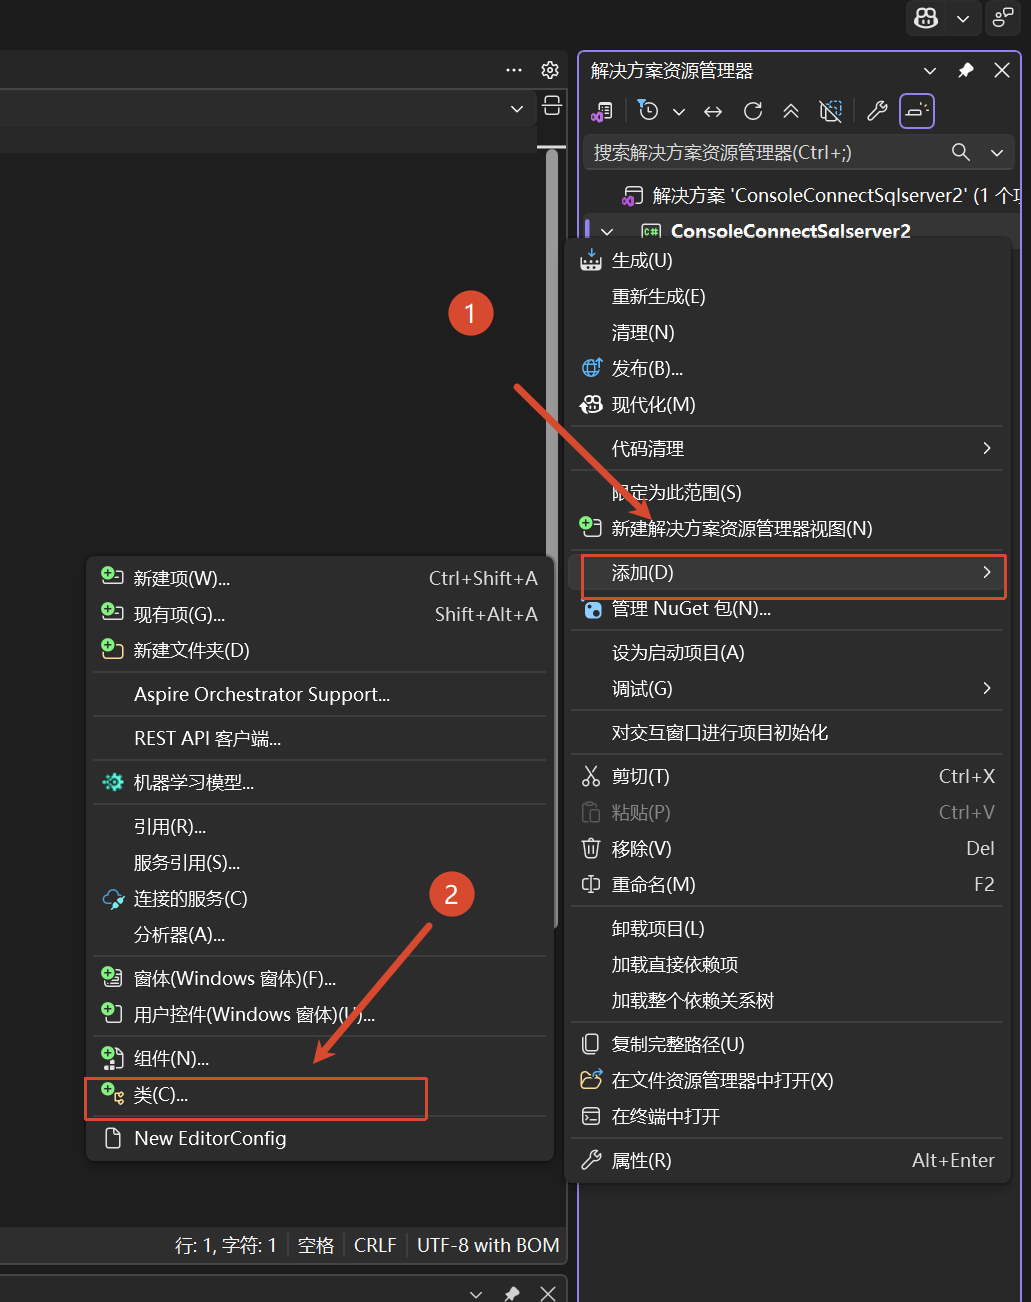 解决方案资源管理器
搜索解决方案资源管理器(Ctrl+;)
解决方案 'ConsoleConnectSqlserver2' (1 个
ConsoleConnectSqlserver2
生成(U)
重新生成(E)
清理(N)
发布(B)...
现代化(M)
代码清理
限定为此范围(S)
新建解决方案资源管理器视图(N)
添加(D)
管理 NuGet 包(N)...
设为启动项目(A)
调试(G)
对交互窗口进行项目初始化
剪切(T) Ctrl+X
粘贴(P) Ctrl+V
移除(V) Del
重命名(M) F2
卸载项目(L)
加载直接依赖项
加载整个依赖关系树
复制完整路径(U)
在文件资源管理器中打开(X)
在终端中打开
属性(R) Alt+Enter
1
新建项(W)... Ctrl+Shift+A
现有项(G)... Shift+Alt+A
新建文件夹(D)
Aspire Orchestrator Support...
REST API 客户端...
机器学习模型...
引用(R)...
服务引用(S)...
连接的服务(C)
分析器(A)...
窗体(Windows 窗体)(F)...
用户控件(Windows 窗体)(U)...
组件(N)...
类(C)...
New EditorConfig
2
行: 1, 字符: 1 空格 CRLF UTF-8 with BOM